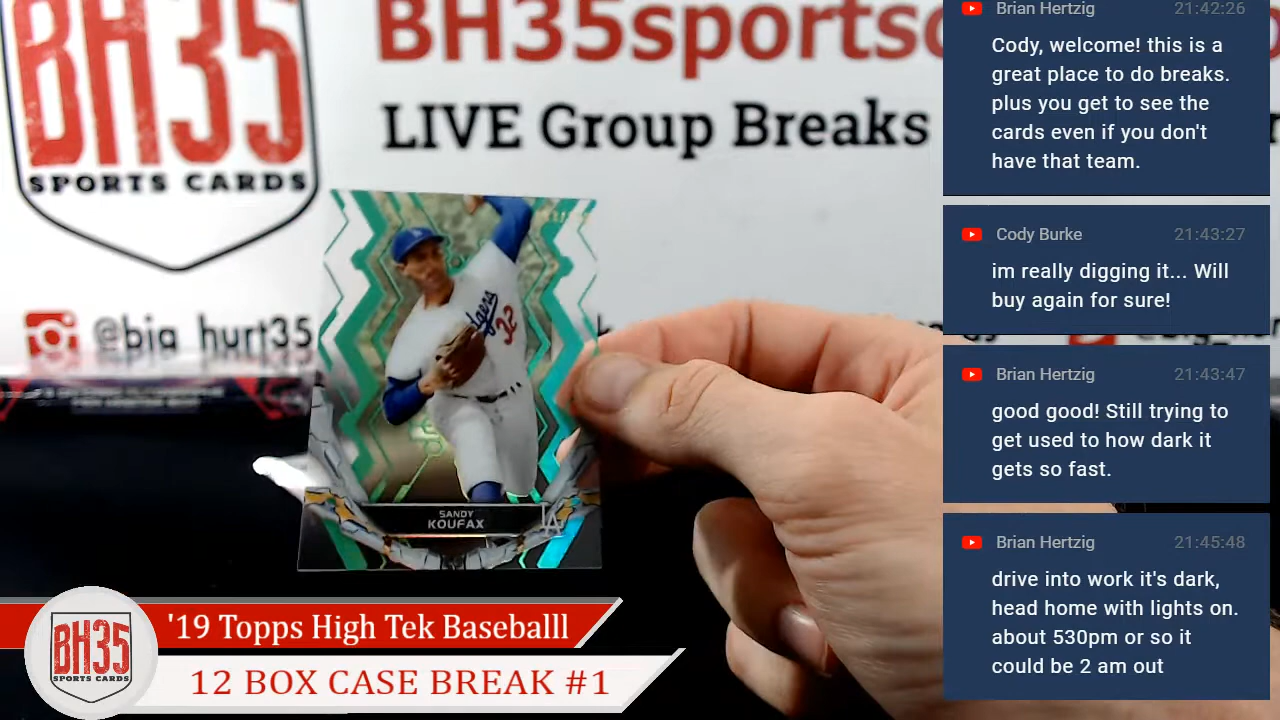 BH35
SPORTS CARDS
BH35sportsc
LIVE Group Breaks
@big_hurt35
Dodgers
32
SANDY
KOUFAX
LA
BH35
SPORTS CARDS
'19 Topps High Tek Baseballl
12 BOX CASE BREAK #1
Brian Hertzig 21:42:26
Cody, welcome! this is a
great place to do breaks.
plus you get to see the
cards even if you don't
have that team.
Cody Burke 21:43:27
im really digging it... Will
buy again for sure!
Brian Hertzig 21:43:47
good good! Still trying to
get used to how dark it
gets so fast.
Brian Hertzig 21:45:48
drive into work it's dark,
head home with lights on.
about 530pm or so it
could be 2 am out